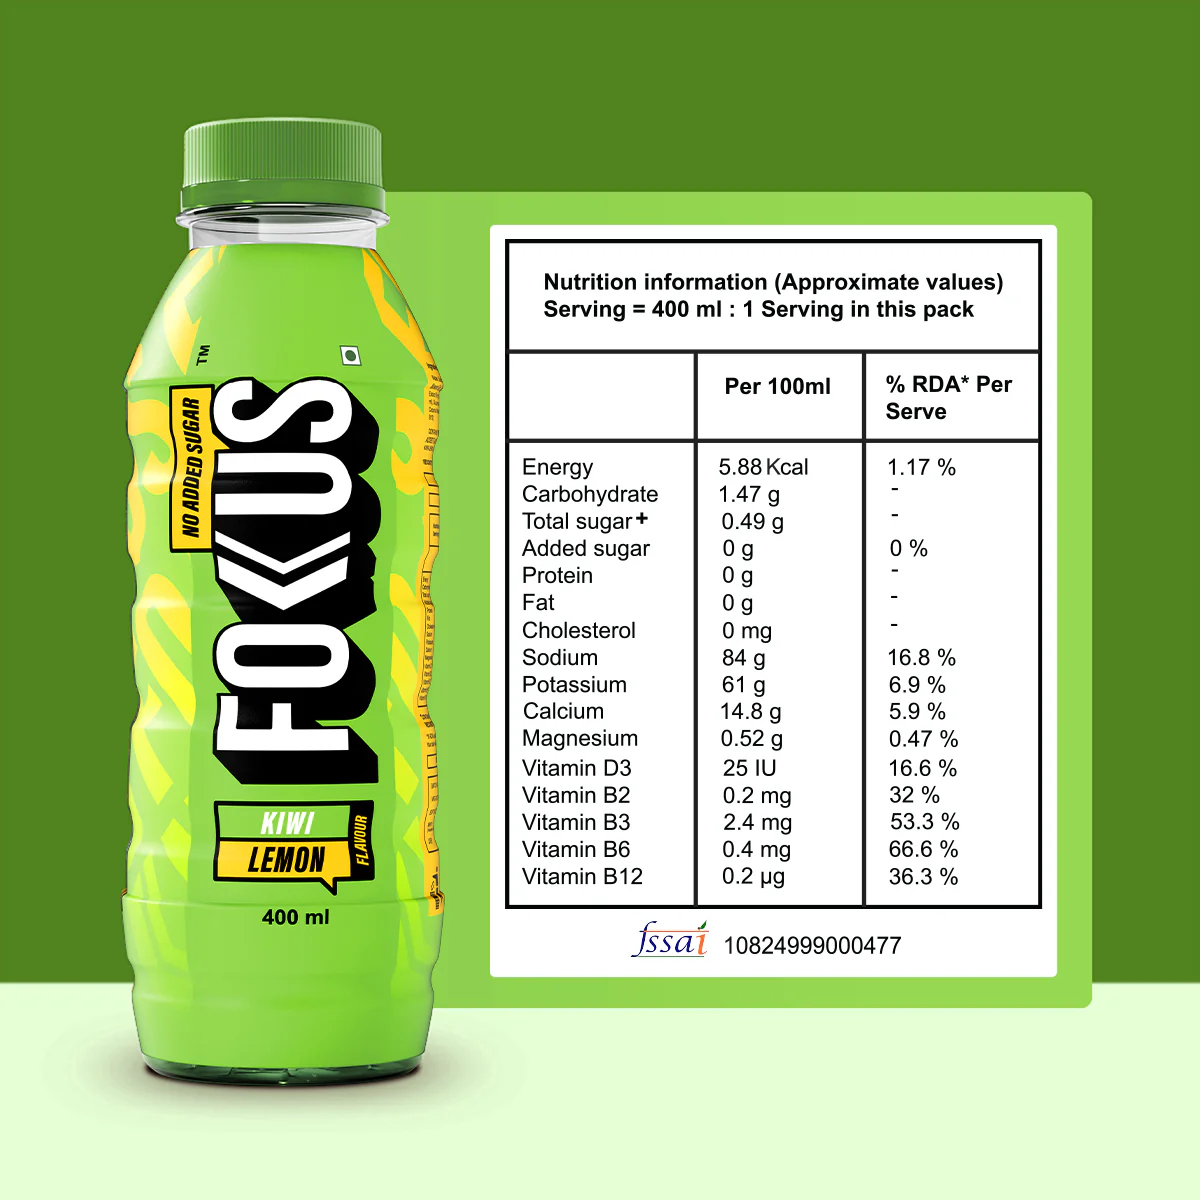 NO ADDED SUGAR
FOKUS
TM
KIWI
LEMON
FLAVOUR
400 ml
Nutrition information (Approximate values)
Serving = 400 ml : 1 Serving in this pack
Per 100ml % RDA* Per
Serve
Energy 5.88 Kcal 1.17 %
Carbohydrate 1.47 g -
Total sugar+ 0.49 g -
Added sugar 0 g 0 %
Protein 0 g -
Fat 0 g -
Cholesterol 0 mg -
Sodium 84 g 16.8 %
Potassium 61 g 6.9 %
Calcium 14.8 g 5.9 %
Magnesium 0.52 g 0.47 %
Vitamin D3 25 IU 16.6 %
Vitamin B2 0.2 mg 32 %
Vitamin B3 2.4 mg 53.3 %
Vitamin B6 0.4 mg 66.6 %
Vitamin B12 0.2 µg 36.3 %
fssai 10824999000477